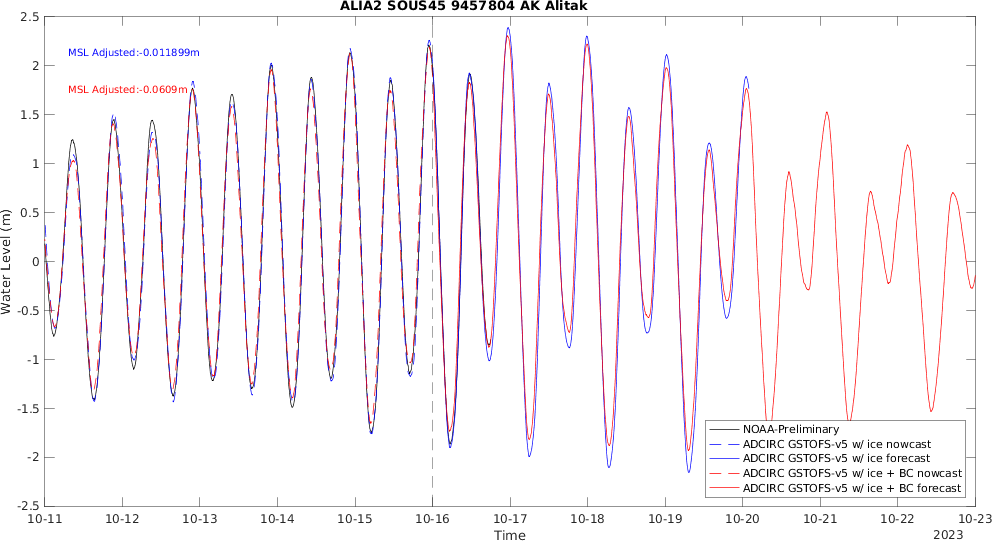 ALIA2 SOUS45 9457804 AK Alitak
2.5
2
1.5
1
0.5
0
-0.5
-1
-1.5
-2
-2.5
Water Level (m)
MSL Adjusted:-0.011899m
MSL Adjusted:-0.0609m
NOAA-Preliminary
ADCIRC GSTOFS-v5 w/ ice nowcast
ADCIRC GSTOFS-v5 w/ ice forecast
ADCIRC GSTOFS-v5 w/ ice + BC nowcast
ADCIRC GSTOFS-v5 w/ ice + BC forecast
10-11 10-12 10-13 10-14 10-15 10-16 10-17 10-18 10-19 10-20 10-21 10-22 10-23
Time
2023